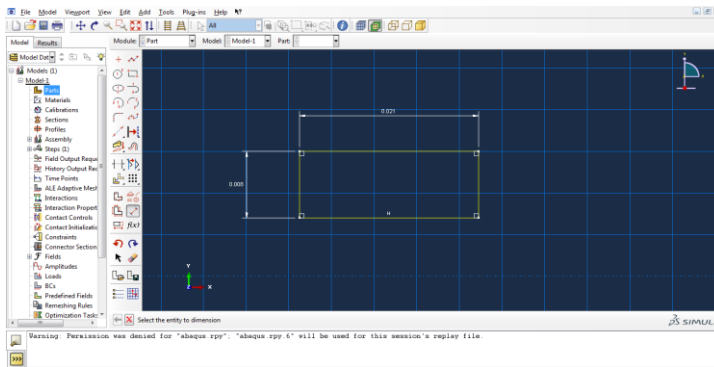 File Model Viewport View Edit Add Tools Plug-ins Help
All
Model Results Module: Part Model: Model-1 Part:
Model Dat
Models (1)
Model-1
Parts
Materials
Calibrations
Sections
Profiles
Assembly
Steps (1)
Field Output Reque
History Output Rec
Time Points
ALE Adaptive Mesh
Interactions
Interaction Propert
Contact Controls
Contact Initializatic
Constraints
Connector Section
Fields
Amplitudes
Loads
BCs
Predefined Fields
Remeshing Rules
Optimization Tasks
f(x)
0.021
0.008
H
Y
Z X
Select the entity to dimension
SIMUL
Warning: Permission was denied for "abaqus.rpy"; "abaqus.rpy.6" will be used for this session's replay file.
>>>